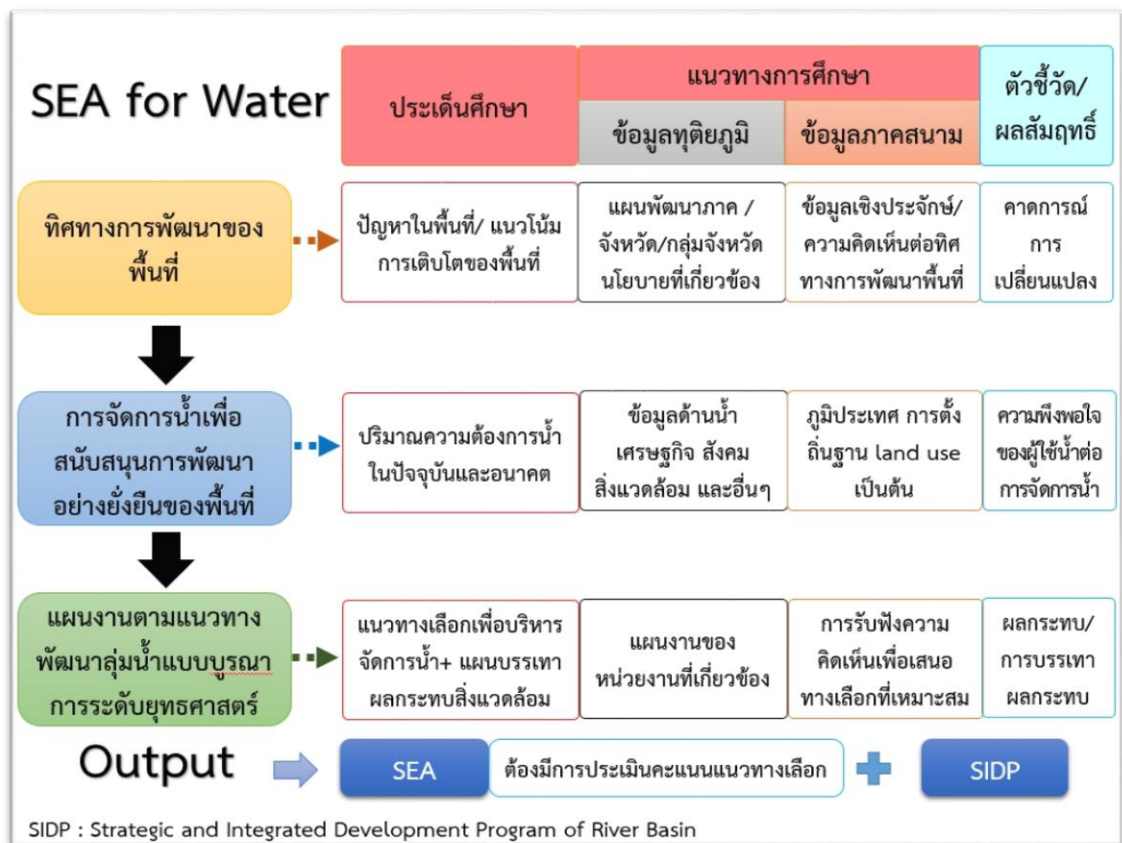 SEA for Water
ประเด็นศึกษา
แนวทางการศึกษา
ข้อมูลทุติยภูมิ
ข้อมูลภาคสนาม
ตัวชี้วัด/
ผลสัมฤทธิ์
ทิศทางการพัฒนาของ
พื้นที่
ปัญหาในพื้นที่/ แนวโน้ม
การเติบโตของพื้นที่
แผนพัฒนาภาค /
จังหวัด/กลุ่มจังหวัด
นโยบายที่เกี่ยวข้อง
ข้อมูลเชิงประจักษ์/
ความคิดเห็นต่อทิศ
ทางการพัฒนาพื้นที่
คาดการณ์
การ
เปลี่ยนแปลง
การจัดการน้ำเพื่อ
สนับสนุนการพัฒนา
อย่างยั่งยืนของพื้นที่
ปริมาณความต้องการน้ำ
ในปัจจุบันและอนาคต
ข้อมูลด้านน้ำ
เศรษฐกิจ สังคม
สิ่งแวดล้อม และอื่นๆ
ภูมิประเทศ การตั้ง
ถิ่นฐาน land use
เป็นต้น
ความพึงพอใจ
ของผู้ใช้น้ำต่อ
การจัดการน้ำ
แผนงานตามแนวทาง
พัฒนาลุ่มน้ำแบบบูรณา
การระดับยุทธศาสตร์
แนวทางเลือกเพื่อบริหาร
จัดการน้ำ+ แผนบรรเทา
ผลกระทบสิ่งแวดล้อม
แผนงานของ
หน่วยงานที่เกี่ยวข้อง
การรับฟังความ
คิดเห็นเพื่อเสนอ
ทางเลือกที่เหมาะสม
ผลกระทบ/
การบรรเทา
ผลกระทบ
Output
SEA
ต้องมีการประเมินคะแนนแนวทางเลือก
SIDP
SIDP : Strategic and Integrated Development Program of River Basin